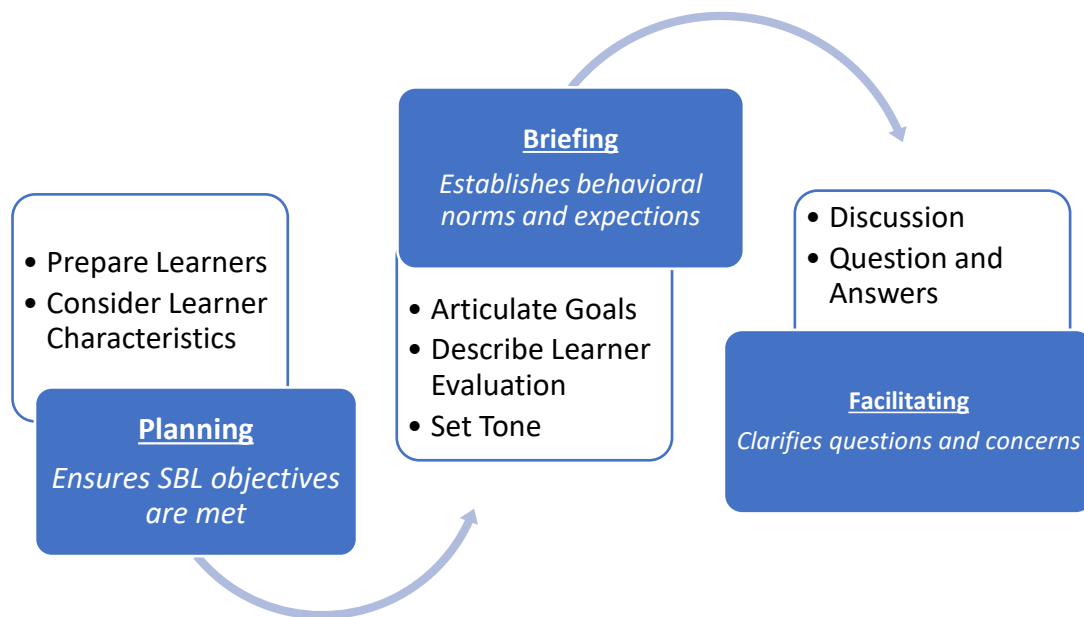 • Prepare Learners
• Consider Learner
Characteristics
Planning
Ensures SBL objectives
are met
Briefing
Establishes behavioral
norms and expections
• Articulate Goals
• Describe Learner
Evaluation
• Set Tone
• Discussion
• Question and
Answers
Facilitating
Clarifies questions and concerns